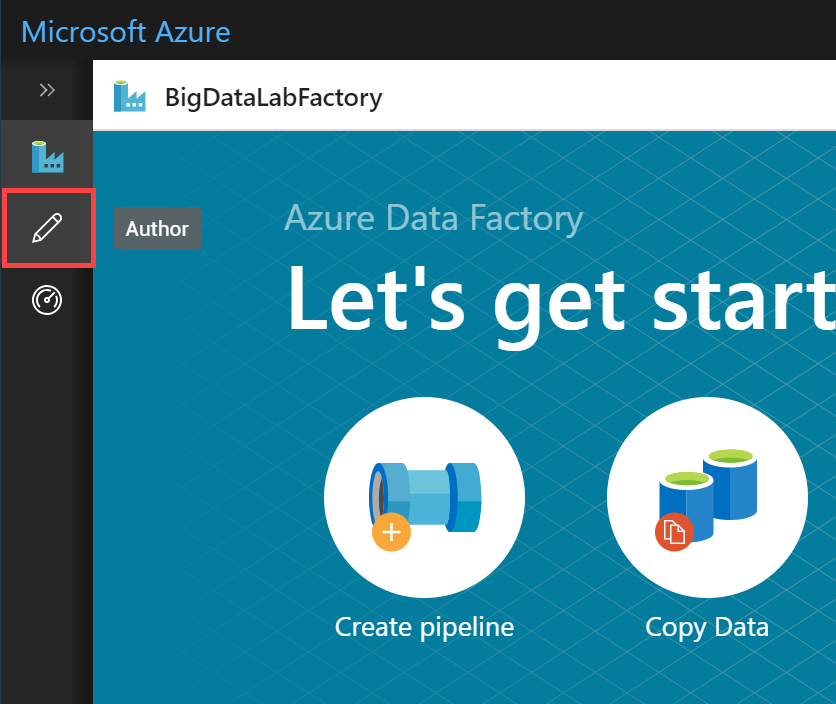 Microsoft Azure
BigDataLabFactory
Author
Azure Data Factory
Let's get start
Create pipeline
Copy Data